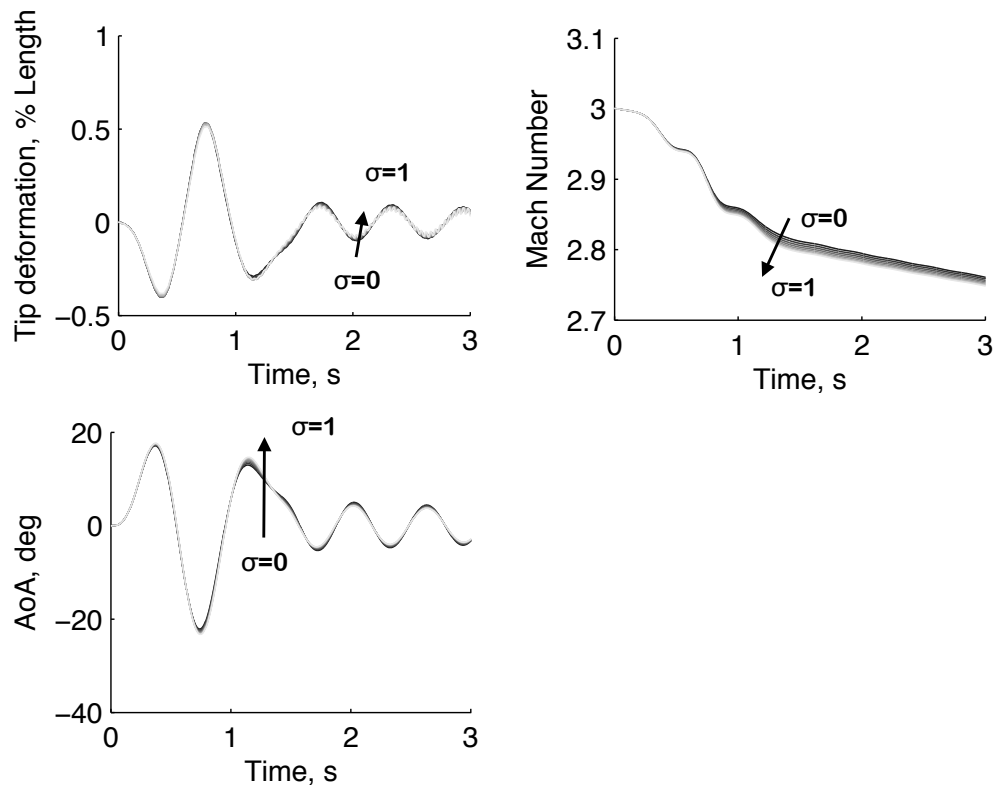 Tip deformation, % Length
1
0.5
0
−0.5
σ=1
σ=0
0 1 2 3
Time, s
Mach Number
3.1
3
2.9
2.8
2.7
σ=0
σ=1
0 1 2 3
Time, s
AoA, deg
20
0
−20
−40
σ=1
σ=0
0 1 2 3
Time, s